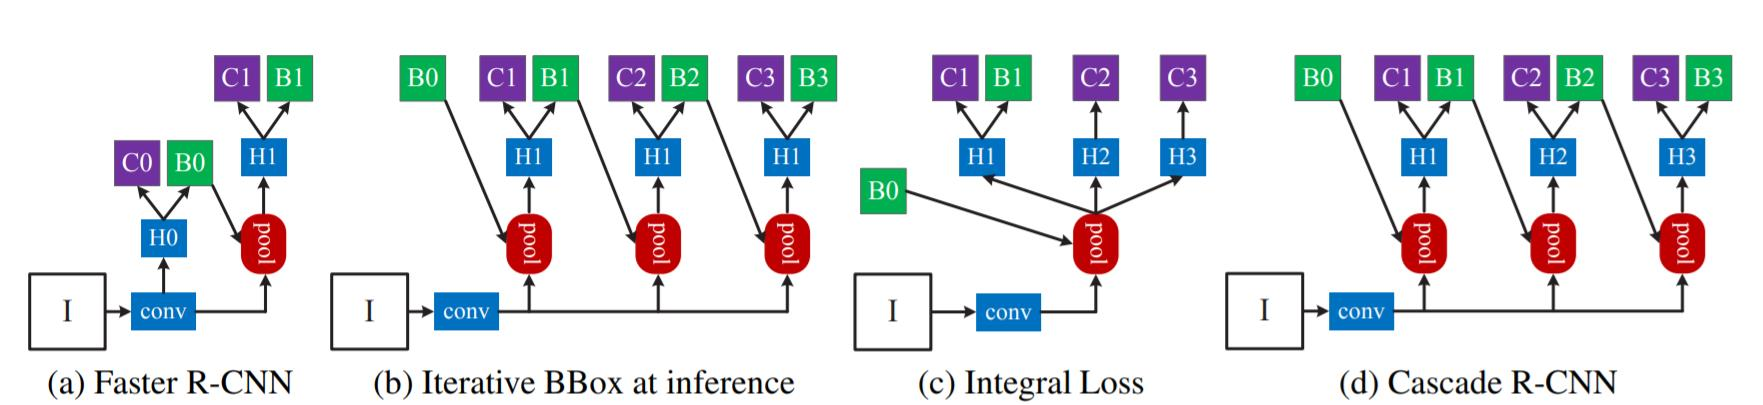 C1 B1
C0 B0 H1
H0 pool
I conv
(a) Faster R-CNN
B0 C1 B1 C2 B2 C3 B3
H1 H1 H1
pool pool pool
I conv
(b) Iterative BBox at inference
C1 B1 C2 C3
H1 H2 H3
B0
pool
I conv
(c) Integral Loss
B0 C1 B1 C2 B2 C3 B3
H1 H2 H3
pool pool pool
I conv
(d) Cascade R-CNN